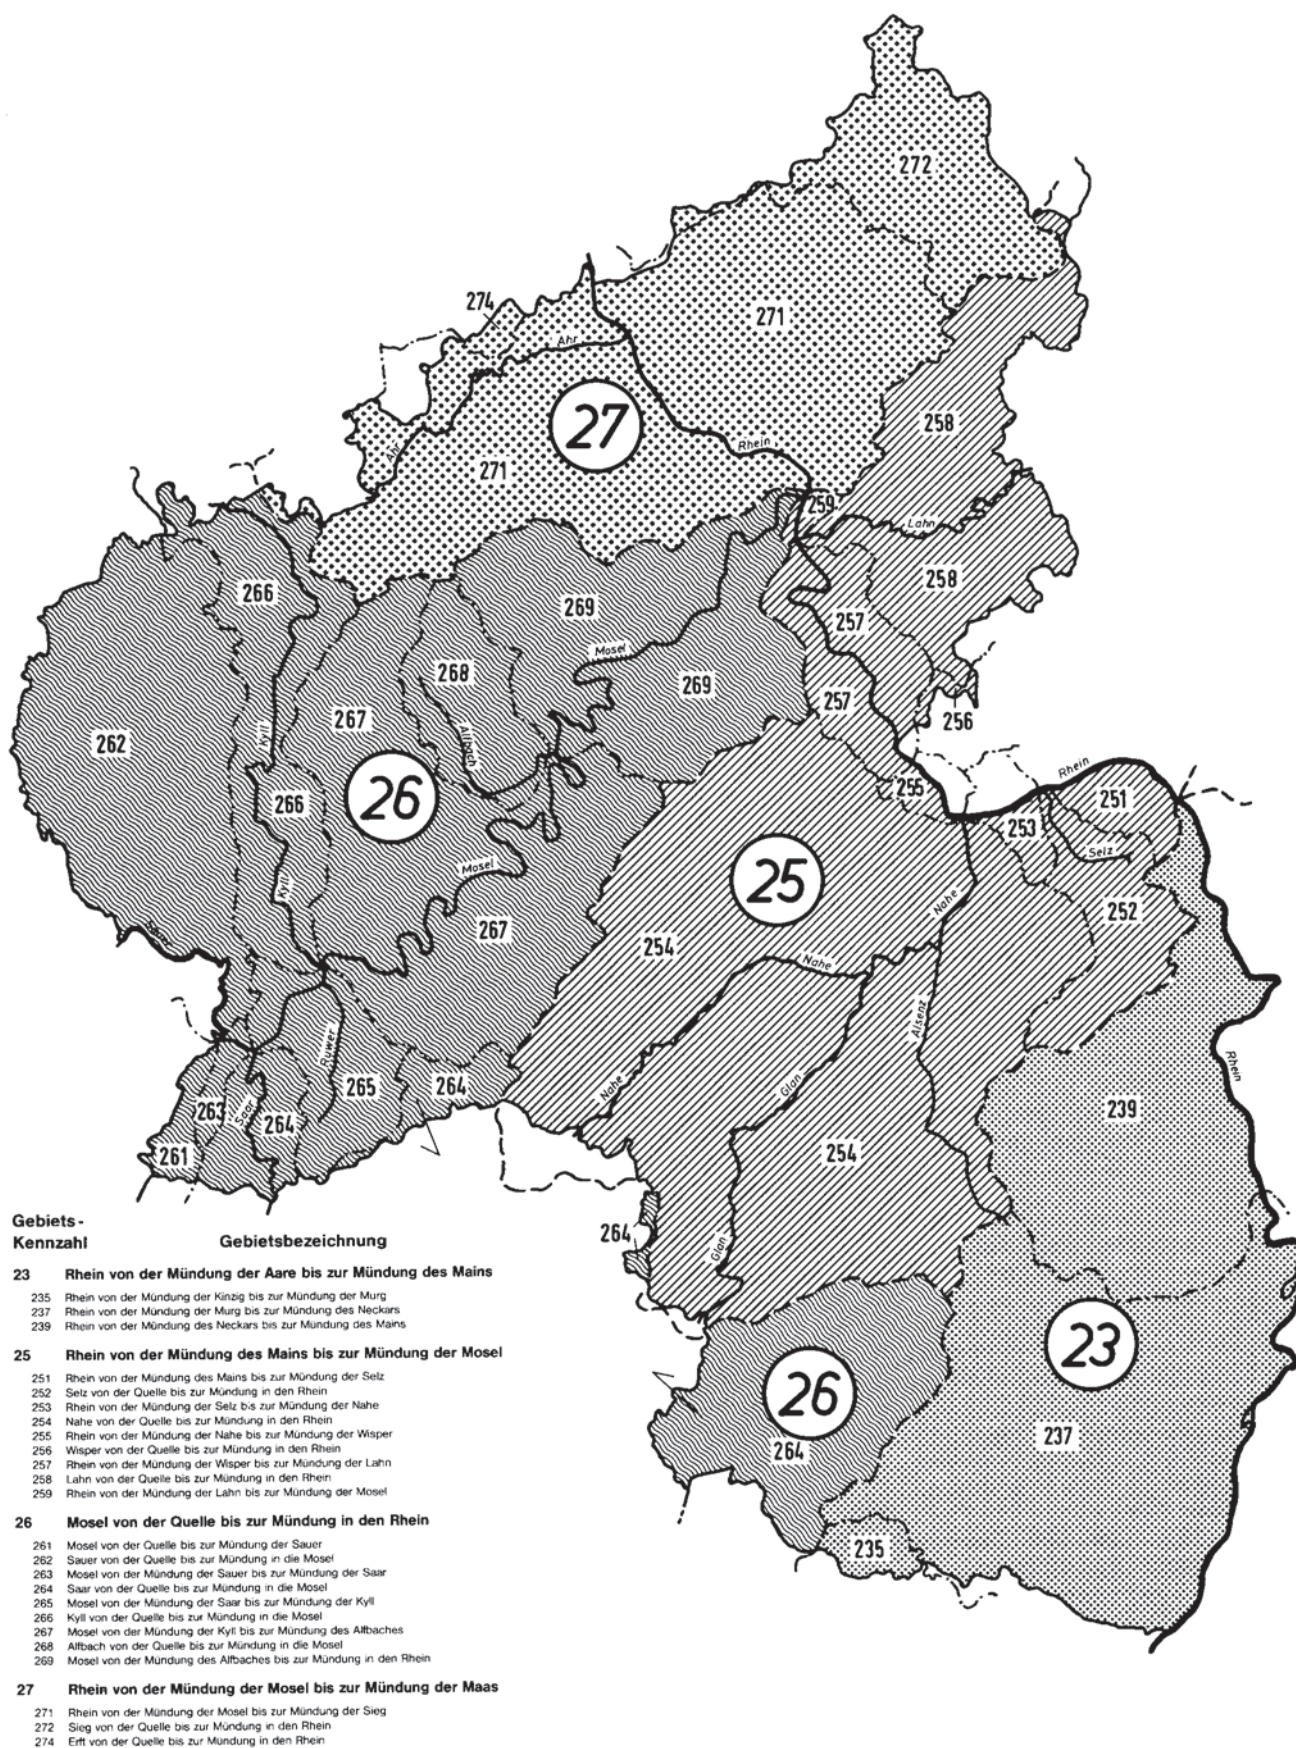 272
274
271
Ahr
27
258
Rhein
Ahr
271
259
Lahn
258
266
269
257
Mosel
268
269
257
267
256
262
Kyll
Alfbach
26
266
255
Rhein
251
253
Selz
25
Mosel
Kyll
Nahe
252
267
254
Nahe
Alsenz
Ruwer
Rhein
265
264
Nahe
Glan
263
Saar
264
239
261
254
264
Glan
23
26
264
237
235
Gebiets-
Kennzahl Gebietsbezeichnung
23 Rhein von der Mündung der Aare bis zur Mündung des Mains
235 Rhein von der Mündung der Kinzig bis zur Mündung der Murg
237 Rhein von der Mündung der Murg bis zur Mündung des Neckars
239 Rhein von der Mündung des Neckars bis zur Mündung des Mains
25 Rhein von der Mündung des Mains bis zur Mündung der Mosel
251 Rhein von der Mündung des Mains bis zur Mündung der Selz
252 Selz von der Quelle bis zur Mündung in den Rhein
253 Rhein von der Mündung der Selz bis zur Mündung der Nahe
254 Nahe von der Quelle bis zur Mündung in den Rhein
255 Rhein von der Mündung der Nahe bis zur Mündung der Wisper
256 Wisper von der Quelle bis zur Mündung in den Rhein
257 Rhein von der Mündung der Wisper bis zur Mündung der Lahn
258 Lahn von der Quelle bis zur Mündung in den Rhein
259 Rhein von der Mündung der Lahn bis zur Mündung der Mosel
26 Mosel von der Quelle bis zur Mündung in den Rhein
261 Mosel von der Quelle bis zur Mündung der Sauer
262 Sauer von der Quelle bis zur Mündung in die Mosel
263 Mosel von der Mündung der Sauer bis zur Mündung der Saar
264 Saar von der Quelle bis zur Mündung in die Mosel
265 Mosel von der Mündung der Saar bis zur Mündung der Kyll
266 Kyll von der Quelle bis zur Mündung in die Mosel
267 Mosel von der Mündung der Kyll bis zur Mündung des Alfbaches
268 Alfbach von der Quelle bis zur Mündung in die Mosel
269 Mosel von der Mündung des Alfbaches bis zur Mündung in den Rhein
27 Rhein von der Mündung der Mosel bis zur Mündung der Maas
271 Rhein von der Mündung der Mosel bis zur Mündung der Sieg
272 Sieg von der Quelle bis zur Mündung in den Rhein
274 Erft von der Quelle bis zur Mündung in den Rhein